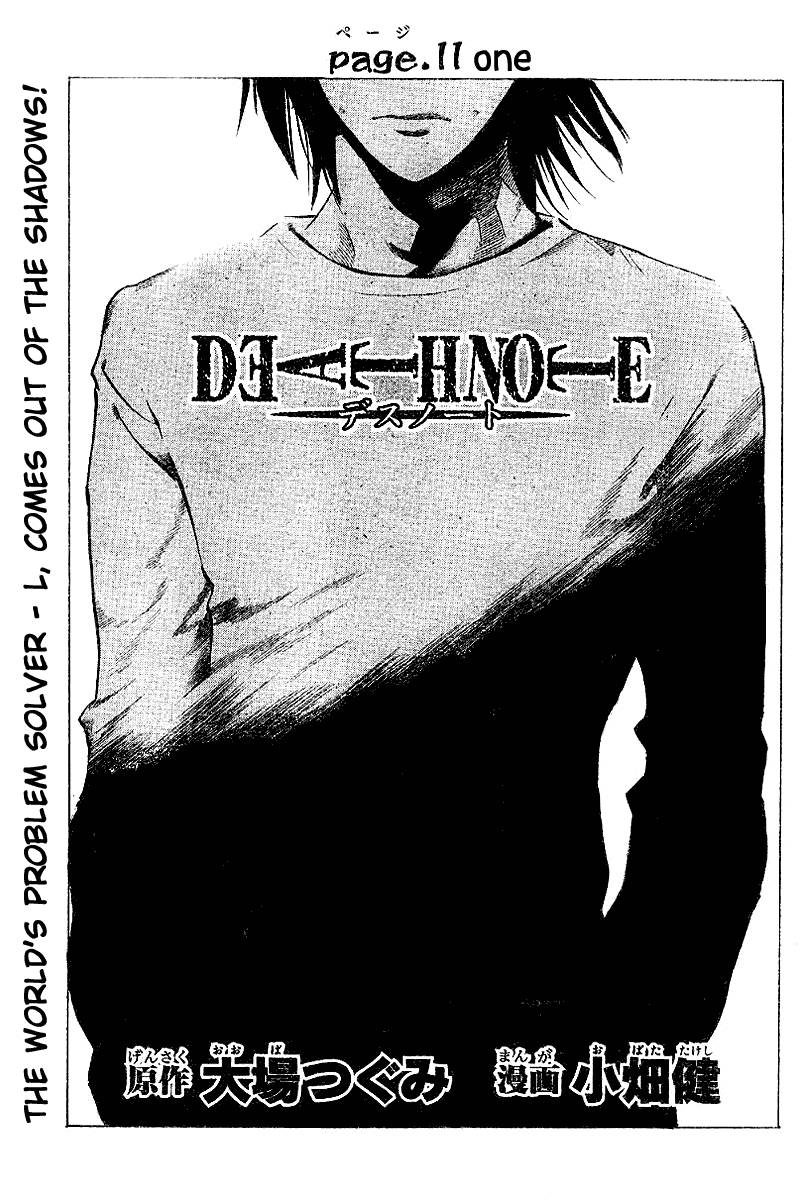 ページ
page.11 one
THE WORLD'S PROBLEM SOLVER - L, COMES OUT OF THE SHADOWS!
DEATH NOTE
デスノート
げんさく おおば
原作 大場つぐみ
まんが おばた たけし
漫画 小畑健